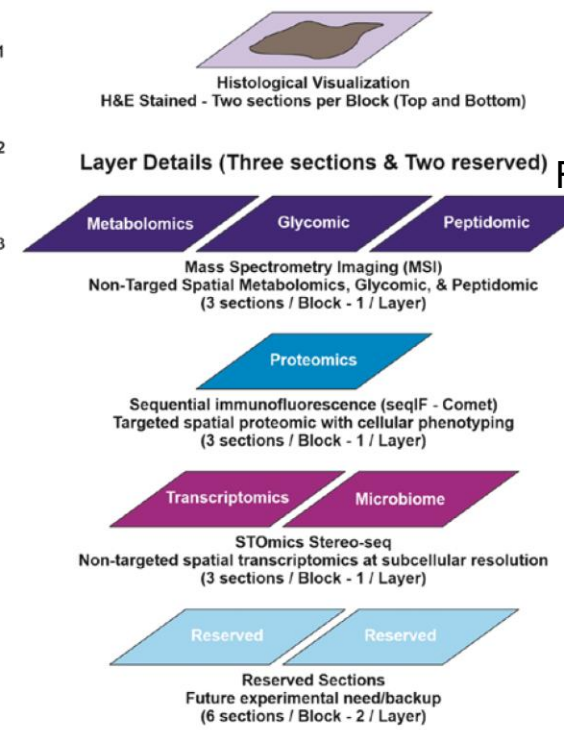 1
Histological Visualization
H&E Stained - Two sections per Block (Top and Bottom)
2
Layer Details (Three sections & Two reserved)
Metabolomics Glycomic Peptidomic
3
Mass Spectrometry Imaging (MSI)
Non-Targed Spatial Metabolomics, Glycomic, & Peptidomic
(3 sections / Block - 1 / Layer)
Proteomics
Sequential immunofluorescence (seqIF - Comet)
Targeted spatial proteomic with cellular phenotyping
(3 sections / Block - 1 / Layer)
Transcriptomics Microbiome
STOmics Stereo-seq
Non-targeted spatial transcriptomics at subcellular resolution
(3 sections / Block - 1 / Layer)
Reserved Reserved
Reserved Sections
Future experimental need/backup
(6 sections / Block - 2 / Layer)